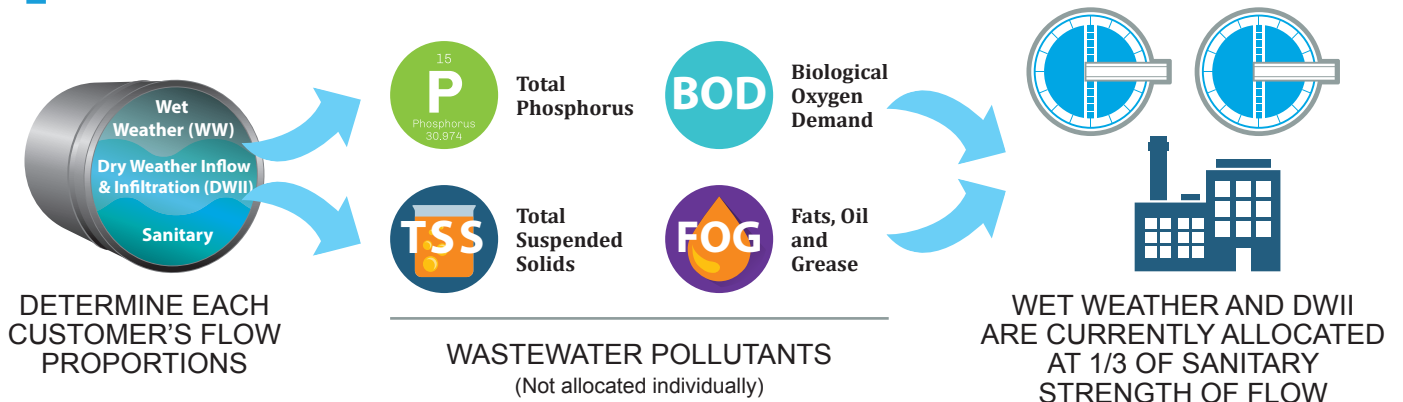 Wet
Weather (WW)
Dry Weather Inflow
& Infiltration (DWII)
Sanitary
DETERMINE EACH
CUSTOMER'S FLOW
PROPORTIONS
15
P
Phosphorus
30.974
Total
Phosphorus
BOD
Biological
Oxygen
Demand
TSS
Total
Suspended
Solids
FOG
Fats, Oil
and
Grease
WASTEWATER POLLUTANTS
(Not allocated individually)
WET WEATHER AND DWII
ARE CURRENTLY ALLOCATED
AT 1/3 OF SANITARY
STRENGTH OF FLOW